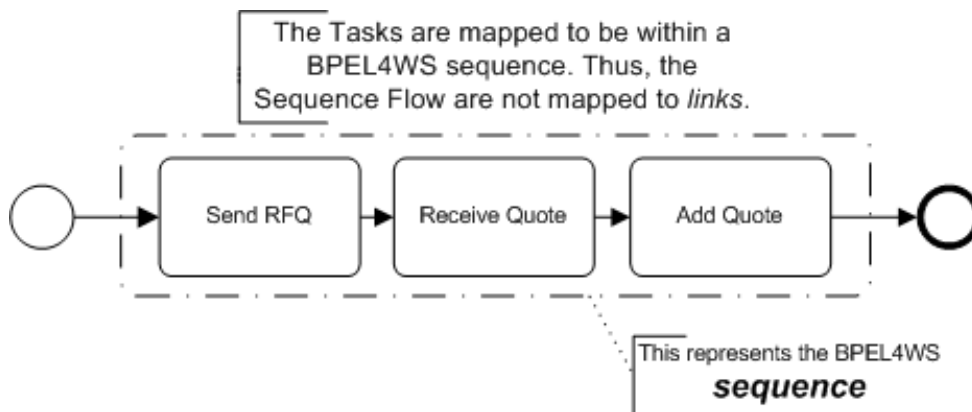 The Tasks are mapped to be within a
BPEL4WS sequence. Thus, the
Sequence Flow are not mapped to links.
Send RFQ
Receive Quote
Add Quote
This represents the BPEL4WS
sequence